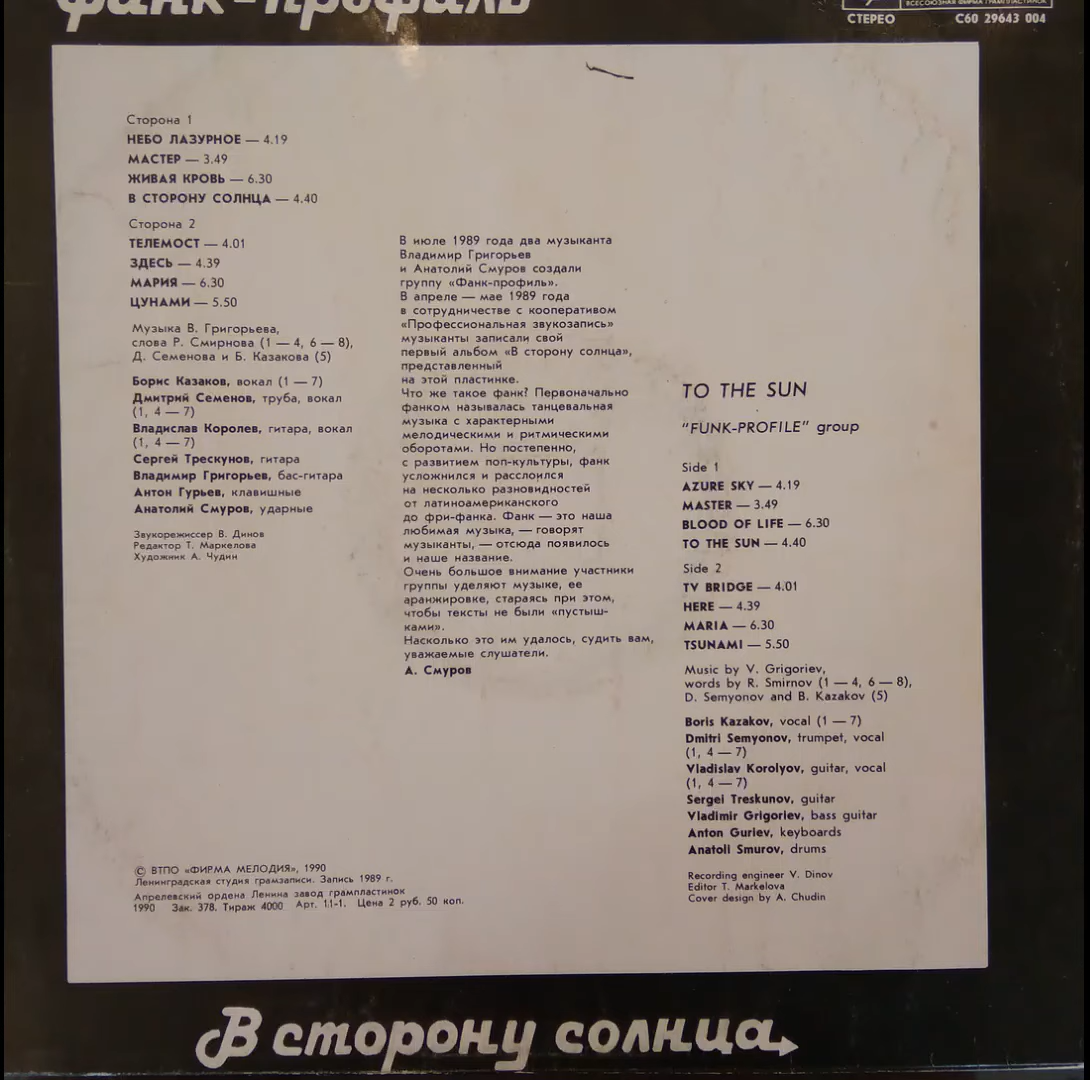 Фанк-профиль
ВСЕСОЮЗНАЯ ФИРМА ГРАМПЛАСТИНОК
СТЕРЕО С60 29643 004
Сторона 1
НЕБО ЛАЗУРНОЕ — 4.19
МАСТЕР — 3.49
ЖИВАЯ КРОВЬ — 6.30
В СТОРОНУ СОЛНЦА — 4.40
Сторона 2
ТЕЛЕМОСТ — 4.01
ЗДЕСЬ — 4.39
МАРИЯ — 6.30
ЦУНАМИ — 5.50
Музыка В. Григорьева,
слова Р. Смирнова (1 — 4, 6 — 8),
Д. Семенова и Б. Казакова (5)
Борис Казаков, вокал (1 — 7)
Дмитрий Семенов, труба, вокал
(1, 4 — 7)
Владислав Королев, гитара, вокал
(1, 4 — 7)
Сергей Трескунов, гитара
Владимир Григорьев, бас-гитара
Антон Гурьев, клавишные
Анатолий Смуров, ударные
Звукорежиссер В. Динов
Редактор Т. Маркелова
Художник А. Чудин
В июле 1989 года два музыканта
Владимир Григорьев
и Анатолий Смуров создали
группу «Фанк-профиль».
В апреле — мае 1989 года
в сотрудничестве с кооперативом
«Профессиональная звукозапись»
музыканты записали свой
первый альбом «В сторону солнца»,
представленный
на этой пластинке.
Что же такое фанк? Первоначально
фанком называлась танцевальная
музыка с характерными
мелодическими и ритмическими
оборотами. Но постепенно,
с развитием поп-культуры, фанк
усложнился и расслоился
на несколько разновидностей
от латиноамериканского
до фри-фанка. Фанк — это наша
любимая музыка, — говорят
музыканты, — отсюда появилось
и наше название.
Очень большое внимание участники
группы уделяют музыке, ее
аранжировке, стараясь при этом,
чтобы тексты не были «пустыш-
ками».
Насколько это им удалось, судить вам,
уважаемые слушатели.
А. Смуров
TO THE SUN
"FUNK-PROFILE" group
Side 1
AZURE SKY — 4.19
MASTER — 3.49
BLOOD OF LIFE — 6.30
TO THE SUN — 4.40
Side 2
TV BRIDGE — 4.01
HERE — 4.39
MARIA — 6.30
TSUNAMI — 5.50
Music by V. Grigoriev,
words by R. Smirnov (1 — 4, 6 — 8),
D. Semyonov and B. Kazakov (5)
Boris Kazakov, vocal (1 — 7)
Dmitri Semyonov, trumpet, vocal
(1, 4 — 7)
Vladislav Korolyov, guitar, vocal
(1, 4 — 7)
Sergei Treskunov, guitar
Vladimir Grigoriev, bass guitar
Anton Guriev, keyboards
Anatoli Smurov, drums
Recording engineer V. Dinov
Editor T. Markelova
Cover design by A. Chudin
© ВТПО «ФИРМА МЕЛОДИЯ», 1990
Ленинградская студия грамзаписи. Запись 1989 г.
Апрелевский ордена Ленина завод грампластинок
1990 Зак. 378. Тираж 4000 Арт. 11-1. Цена 2 руб. 50 коп.
В сторону солнца